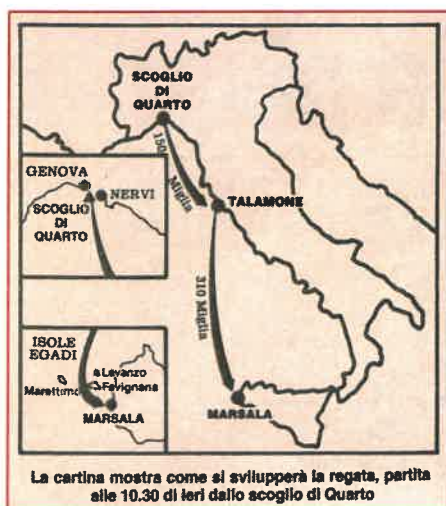 SCOGLIO
DI
QUARTO
150
Miglia
GENOVA
NERVI
SCOGLIO
DI
QUARTO
TALAMONE
310 Miglia
ISOLE
EGADI
Levanzo
Favignana
Marettimo
MARSALA
MARSALA
La cartina mostra come si svilupperà la regata, partita
alle 10.30 di ieri dallo scoglio di Quarto